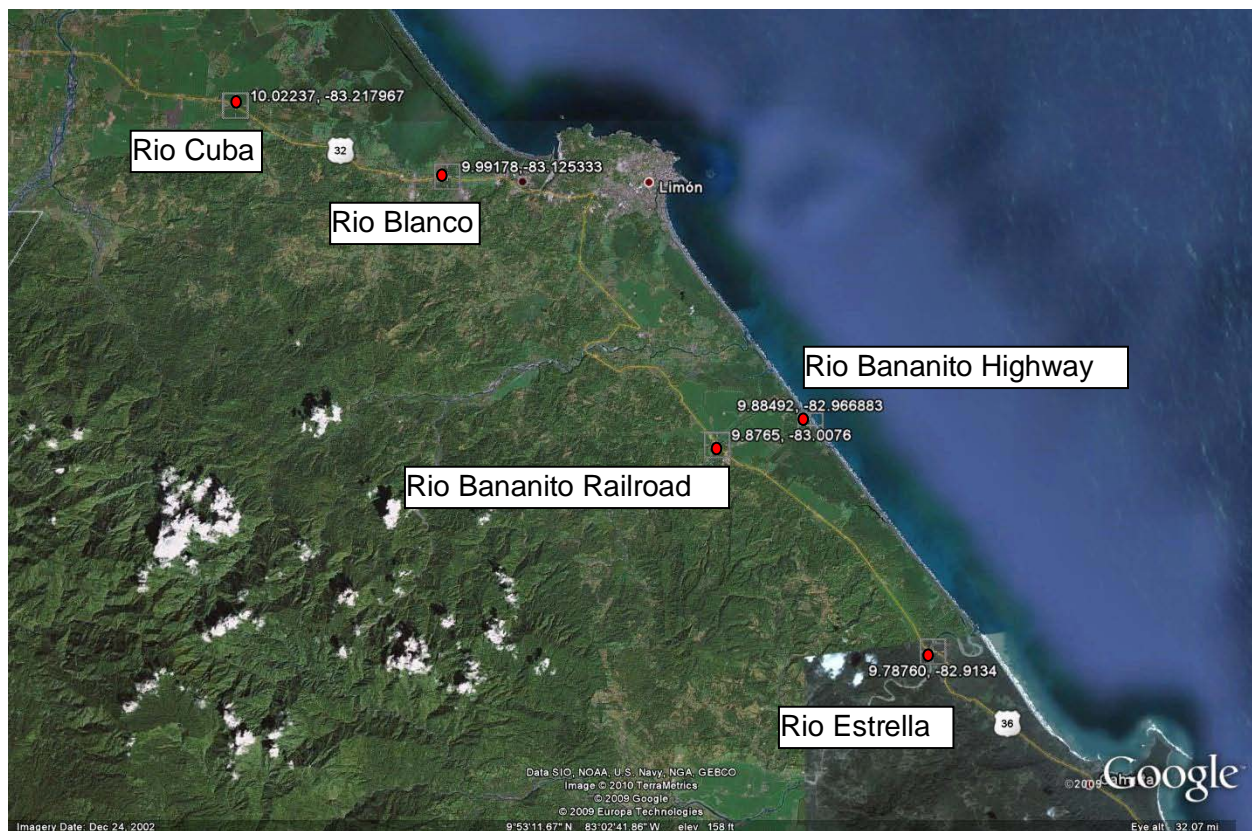 10.02237, -83.217967
Rio Cuba
32
9.99178,-83.125333
Limón
Rio Blanco
Rio Bananito Highway
9.88492, -82.966883
9.8765, -83.0076
Rio Bananito Railroad
9.78760, -82.9134
Rio Estrella
36
Data SIO, NOAA, U.S. Navy, NGA, GEBCO
Image © 2010 TerraMetrics
© 2009 Google
© 2009 Europa Technologies
©2009
Google
Imagery Date: Dec 24, 2002
9°53'11.67" N 83°02'41.86" W elev 158 ft
Eye alt 32.07 mi